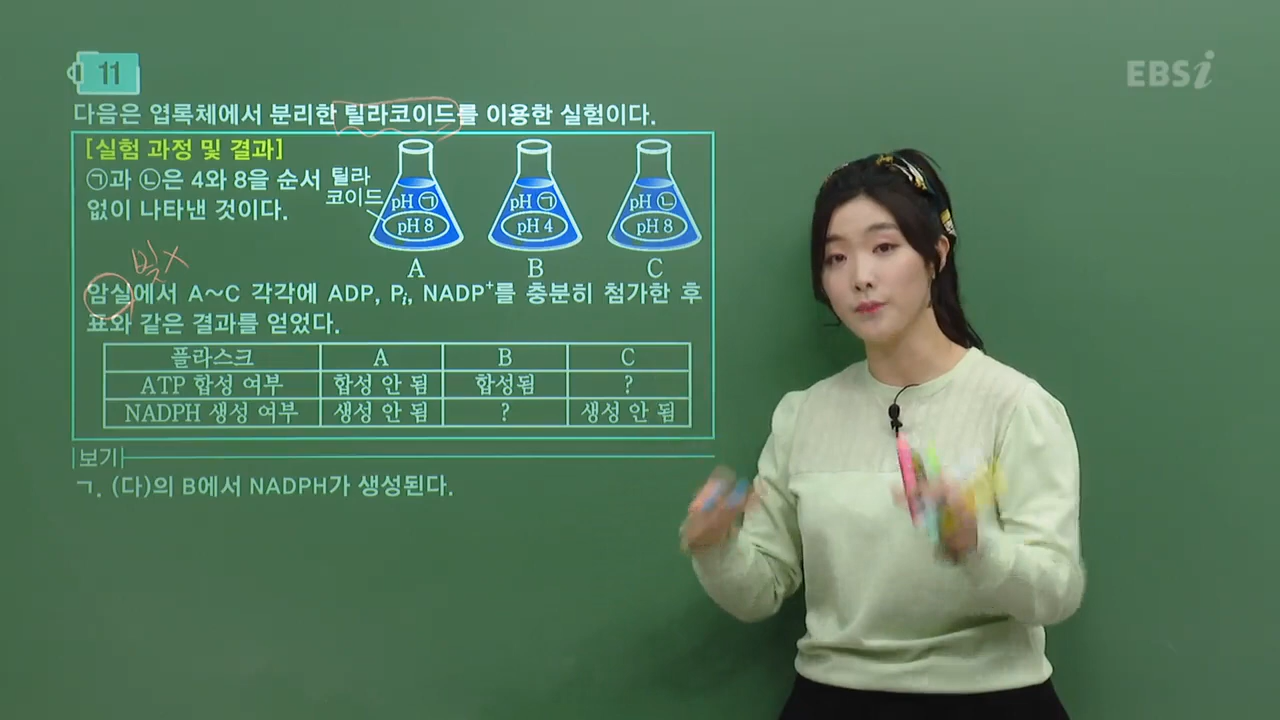 11
EBSi
다음은 엽록체에서 분리한 틸라코이드를 이용한 실험이다.
[실험 과정 및 결과]
㉠과 ㉡은 4와 8을 순서
없이 나타낸 것이다.
틸라
코이드
pH ㉠
pH 8
A
pH ㉠
pH 4
B
pH ㉡
pH 8
C
빛X
암실에서 A~C 각각에 ADP, Pi, NADP+를 충분히 첨가한 후
표와 같은 결과를 얻었다.
플라스크 A B C
ATP 합성 여부 합성 안 됨 합성됨 ?
NADPH 생성 여부 생성 안 됨 ? 생성 안 됨
보기
ㄱ. (다)의 B에서 NADPH가 생성된다.